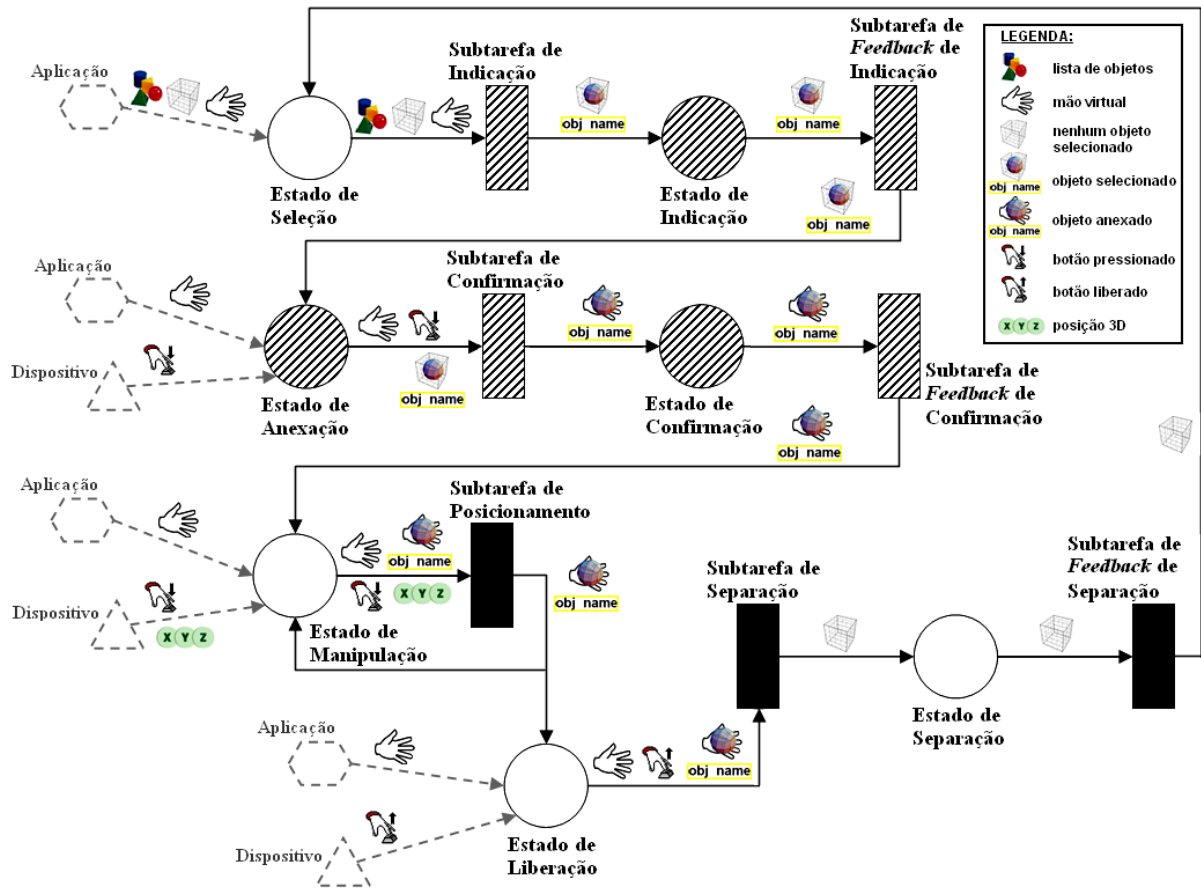 Aplicação
Subtarefa de
Indicação
obj name
obj name
Subtarefa de
Feedback de
Indicação
Estado de
Seleção
Estado de
Indicação
obj name
LEGENDA:
lista de objetos
mão virtual
nenhum objeto
selecionado
objeto selecionado
obj name
objeto anexado
obj name
botão pressionado
botão liberado
X Y Z
posição 3D
Aplicação
Dispositivo
Subtarefa de
Confirmação
obj name
obj name
obj name
Estado de
Anexação
Estado de
Confirmação
Subtarefa de
Feedback de
Confirmação
obj name
Aplicação
Dispositivo
X Y Z
Subtarefa de
Posicionamento
obj name
X Y Z
obj name
Estado de
Manipulação
Subtarefa de
Separação
Estado de
Separação
Subtarefa de
Feedback de
Separação
Aplicação
Dispositivo
obj name
Estado de
Liberação